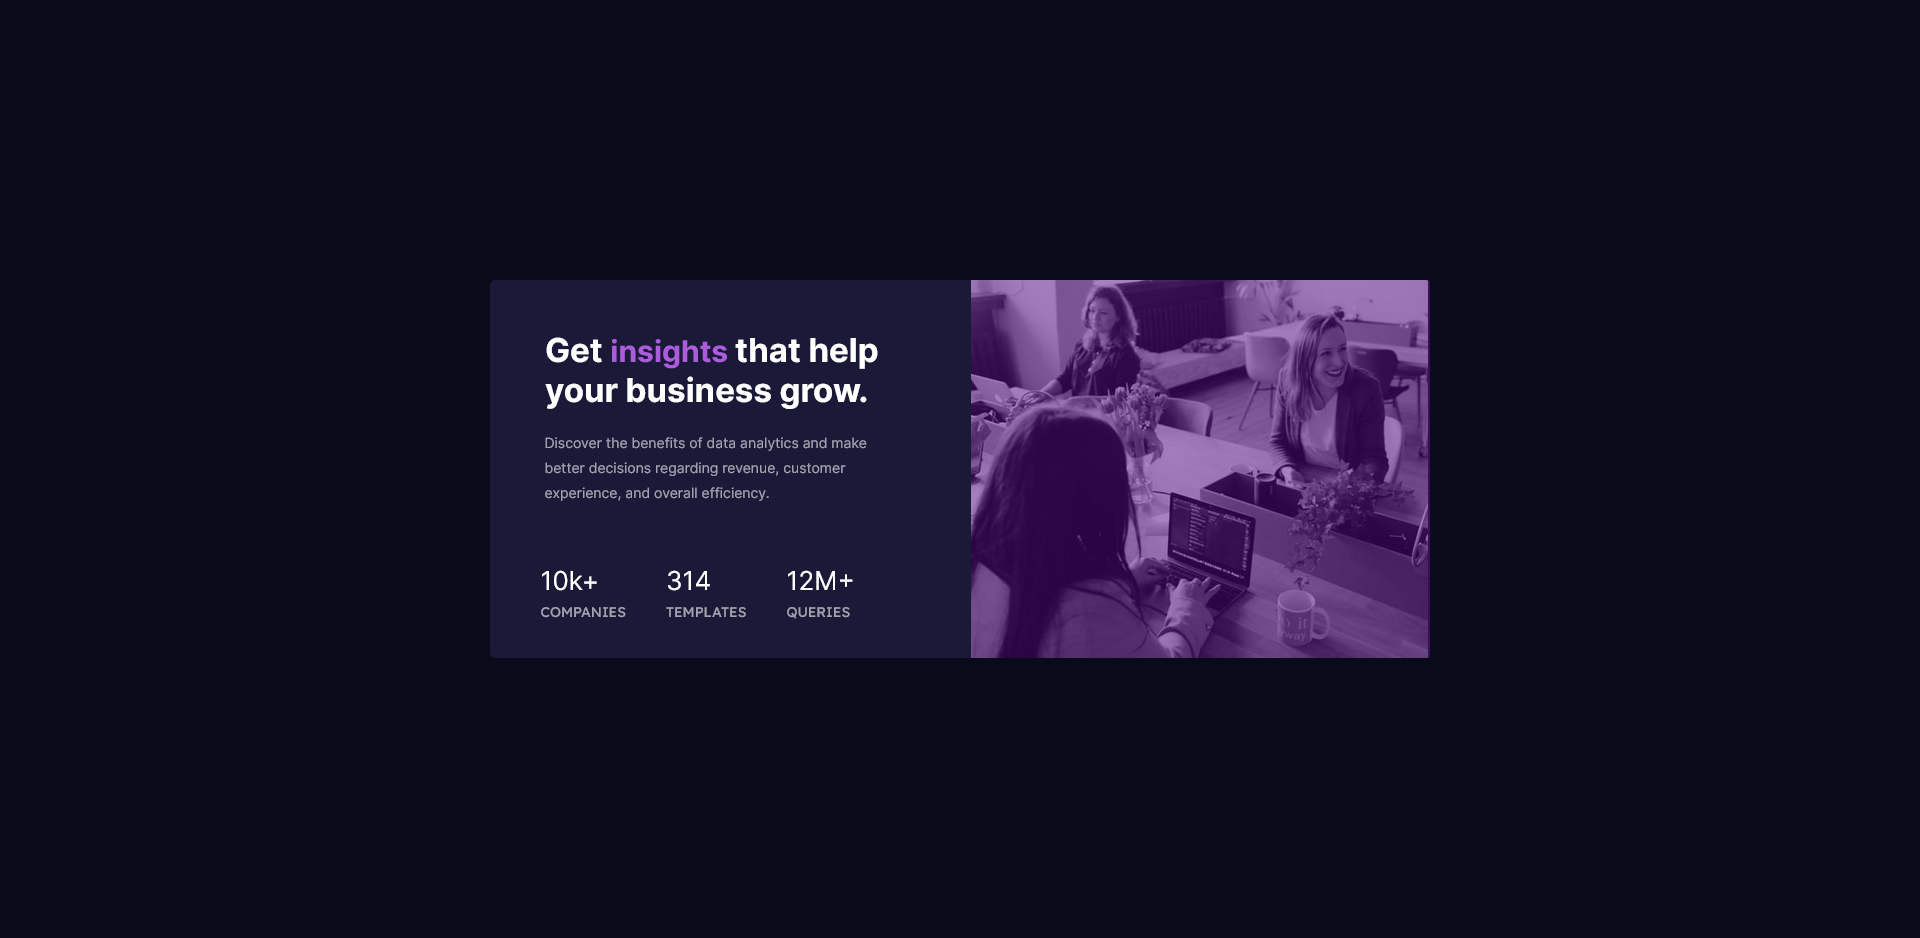 Get insights that help
your business grow.
Discover the benefits of data analytics and make
better decisions regarding revenue, customer
experience, and overall efficiency.
10k+ 314 12M+
COMPANIES TEMPLATES QUERIES